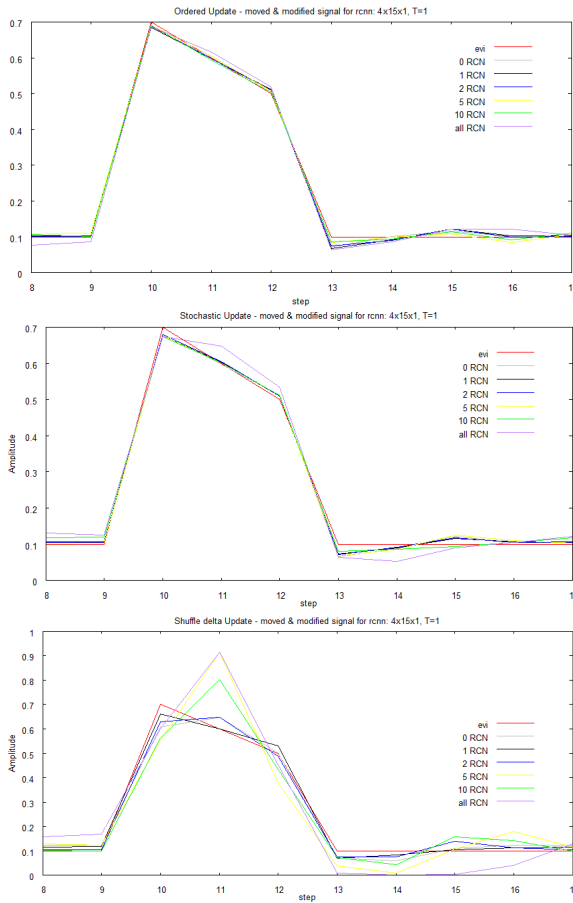 Ordered Update - moved & modified signal for rcnn: 4x15x1, T=1
0.7
0.6
0.5
0.4
0.3
0.2
0.1
0
evi
0 RCN
1 RCN
2 RCN
5 RCN
10 RCN
all RCN
8 9 10 11 12 13 14 15 16 1
step
Stochastic Update - moved & modified signal for rcnn: 4x15x1, T=1
Amplitude
0.7
0.6
0.5
0.4
0.3
0.2
0.1
0
evi
0 RCN
1 RCN
2 RCN
5 RCN
10 RCN
all RCN
8 9 10 11 12 13 14 15 16 1
step
Shuffle delta Update - moved & modified signal for rcnn: 4x15x1, T=1
Amplitude
1
0.9
0.8
0.7
0.6
0.5
0.4
0.3
0.2
0.1
0
evi
0 RCN
1 RCN
2 RCN
5 RCN
10 RCN
all RCN
8 9 10 11 12 13 14 15 16 1
step